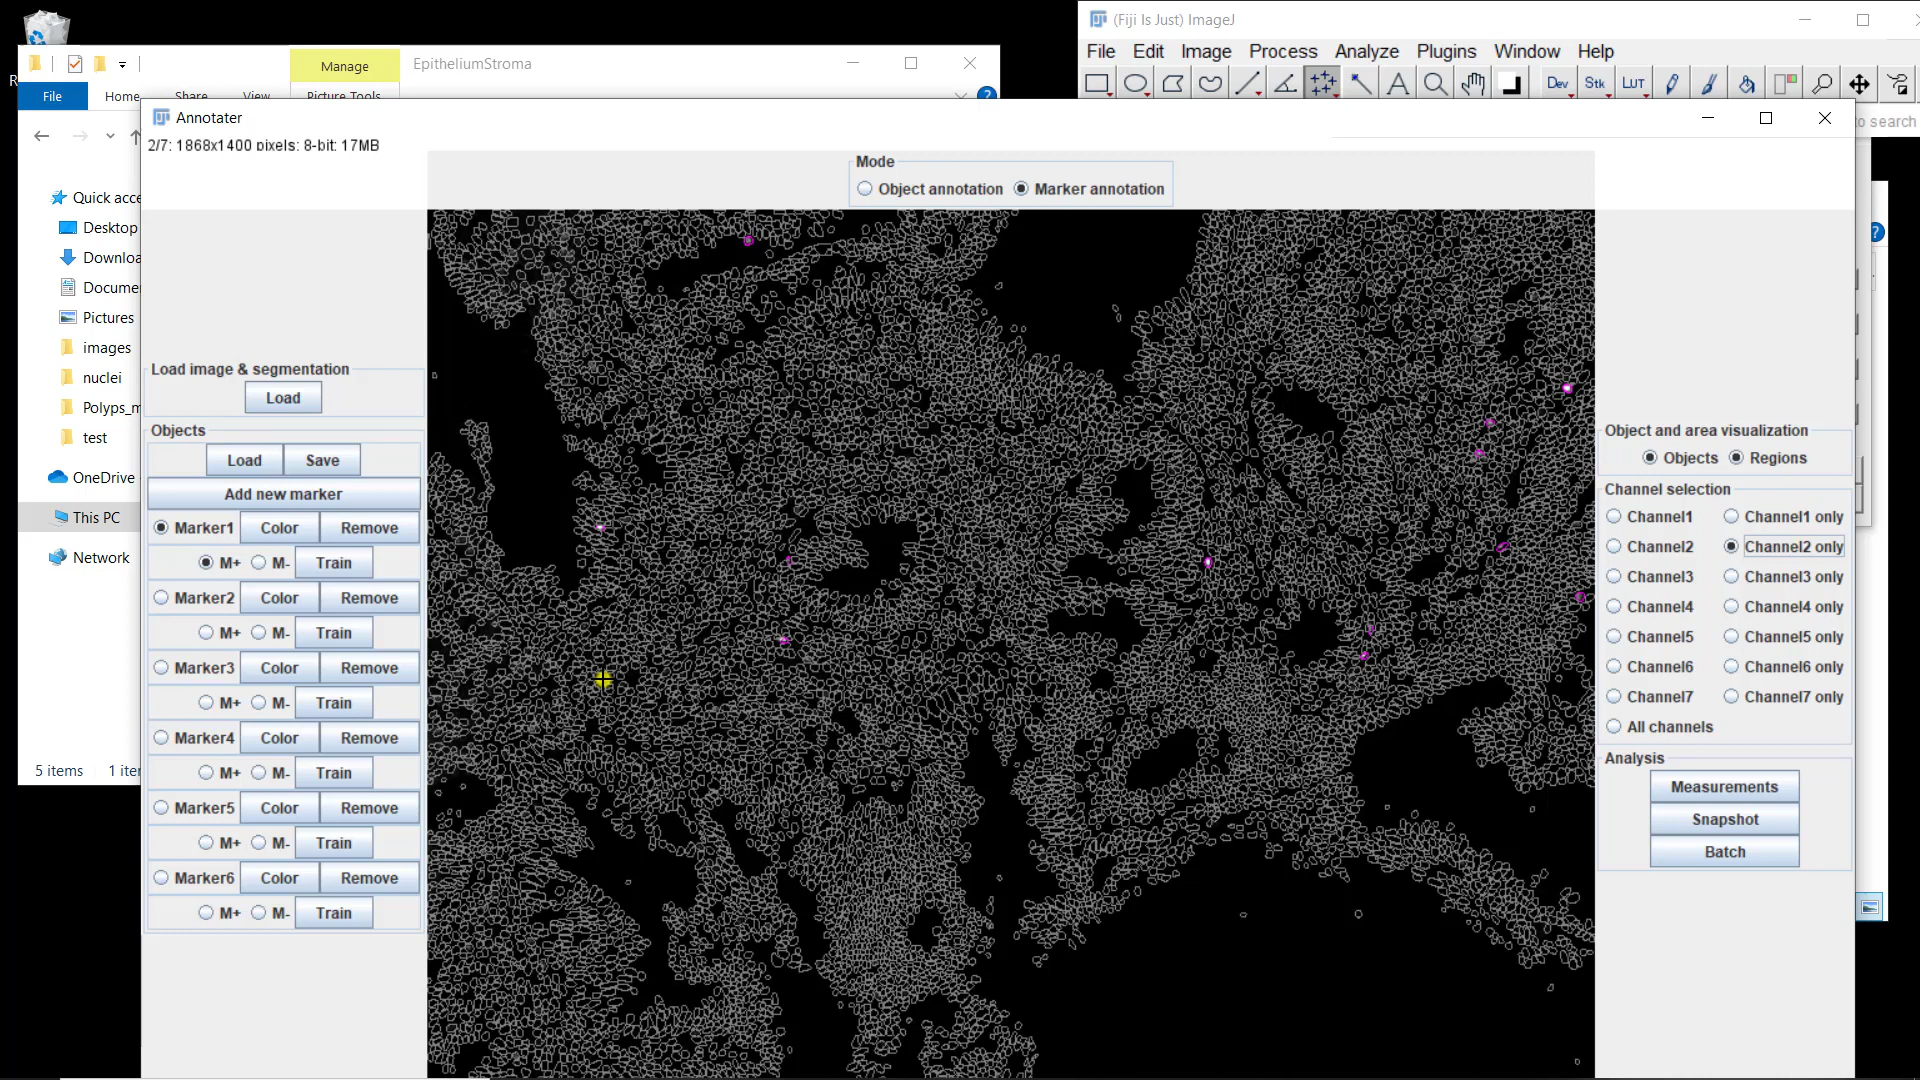 (Fiji Is Just) ImageJ
File Edit Image Process Analyze Plugins Window Help
Dev Stk LUT
Manage
EpitheliumStroma
File Home Share View Picture Tools
Annotater
2/7: 1868x1400 pixels; 8-bit; 17MB
to search
Mode
Object annotation Marker annotation
Quick acce
Desktop
Downloa
Docume
Pictures
images
nuclei
Polyps_m
test
OneDrive
This PC
Network
5 items 1 iter
Load image & segmentation
Load
Objects
Load Save
Add new marker
Marker1 Color Remove
M+ M- Train
Marker2 Color Remove
M+ M- Train
Marker3 Color Remove
M+ M- Train
Marker4 Color Remove
M+ M- Train
Marker5 Color Remove
M+ M- Train
Marker6 Color Remove
M+ M- Train
Object and area visualization
Objects Regions
Channel selection
Channel1 Channel1 only
Channel2 Channel2 only
Channel3 Channel3 only
Channel4 Channel4 only
Channel5 Channel5 only
Channel6 Channel6 only
Channel7 Channel7 only
All channels
Analysis
Measurements
Snapshot
Batch